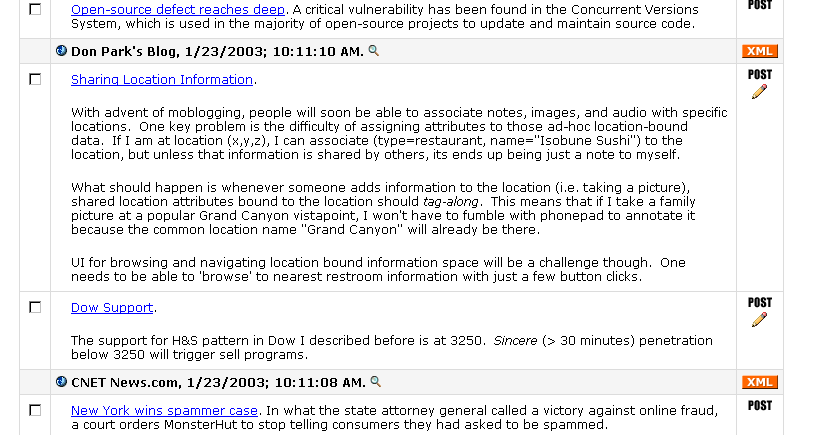 Open-source defect reaches deep. A critical vulnerability has been found in the Concurrent Versions
POST
System, which is used in the majority of open-source projects to update and maintain source code.
Don Park's Blog, 1/23/2003; 10:11:10 AM.
XML
Sharing Location Information.
POST
With advent of moblogging, people will soon be able to associate notes, images, and audio with specific
locations.  One key problem is the difficulty of assigning attributes to those ad-hoc location-bound
data.  If I am at location (x,y,z), I can associate (type=restaurant, name="Isobune Sushi") to the
location, but unless that information is shared by others, its ends up being just a note to myself.
What should happen is whenever someone adds information to the location (i.e. taking a picture),
shared location attributes bound to the location should tag-along.  This means that if I take a family
picture at a popular Grand Canyon vistapoint, I won't have to fumble with phonepad to annotate it
because the common location name "Grand Canyon" will already be there.
UI for browsing and navigating location bound information space will be a challenge though.  One
needs to be able to 'browse' to nearest restroom information with just a few button clicks.
Dow Support.
POST
The support for H&S pattern in Dow I described before is at 3250.  Sincere (> 30 minutes) penetration
below 3250 will trigger sell programs.
CNET News.com, 1/23/2003; 10:11:08 AM.
XML
New York wins spammer case. In what the state attorney general called a victory against online fraud,
POST
a court orders MonsterHut to stop telling consumers they had asked to be spammed.